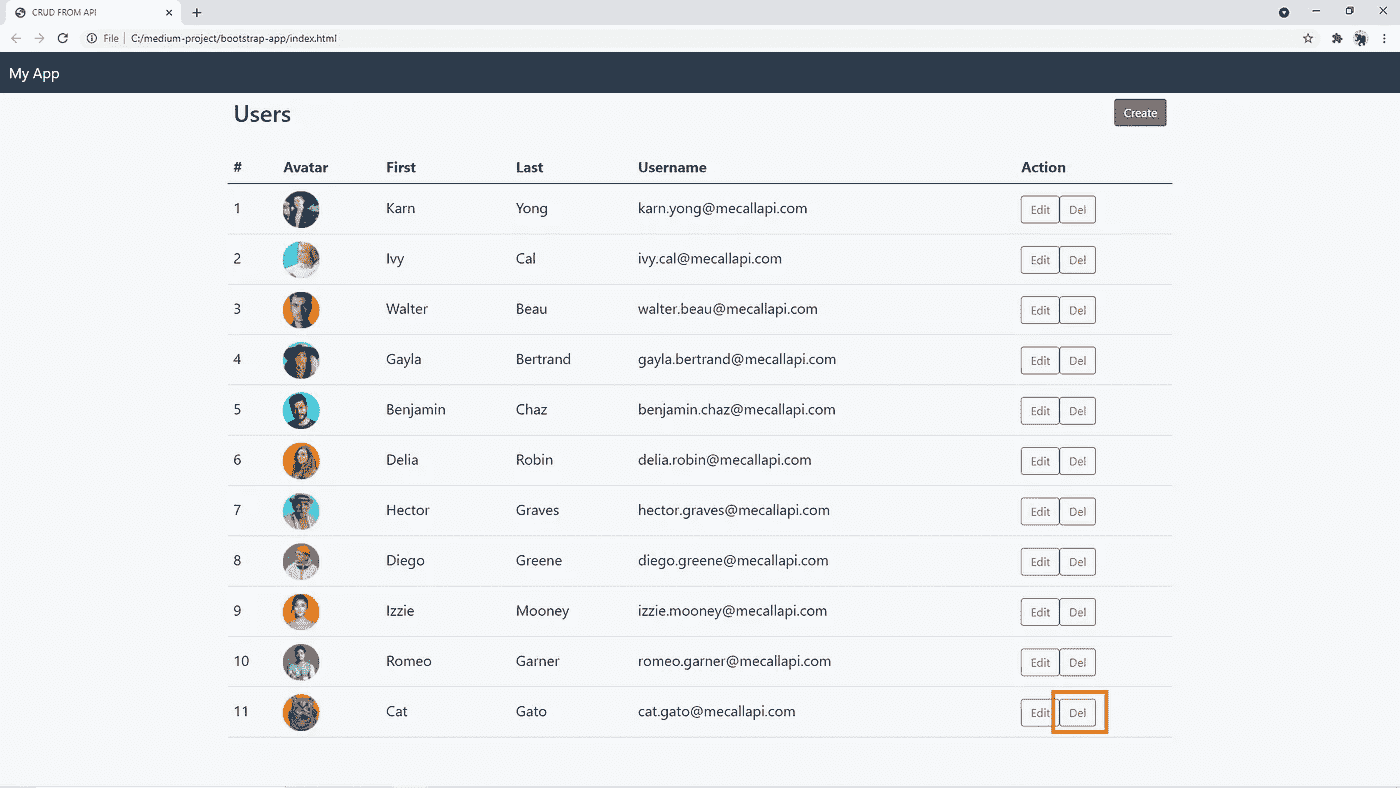 CRUD FROM API
File C:/medium-project/bootstrap-app/index.html
My App
Users Create
# Avatar First Last Username Action
1 Karn Yong karn.yong@mecallapi.com Edit Del
2 Ivy Cal ivy.cal@mecallapi.com Edit Del
3 Walter Beau walter.beau@mecallapi.com Edit Del
4 Gayla Bertrand gayla.bertrand@mecallapi.com Edit Del
5 Benjamin Chaz benjamin.chaz@mecallapi.com Edit Del
6 Delia Robin delia.robin@mecallapi.com Edit Del
7 Hector Graves hector.graves@mecallapi.com Edit Del
8 Diego Greene diego.greene@mecallapi.com Edit Del
9 Izzie Mooney izzie.mooney@mecallapi.com Edit Del
10 Romeo Garner romeo.garner@mecallapi.com Edit Del
11 Cat Gato cat.gato@mecallapi.com Edit Del